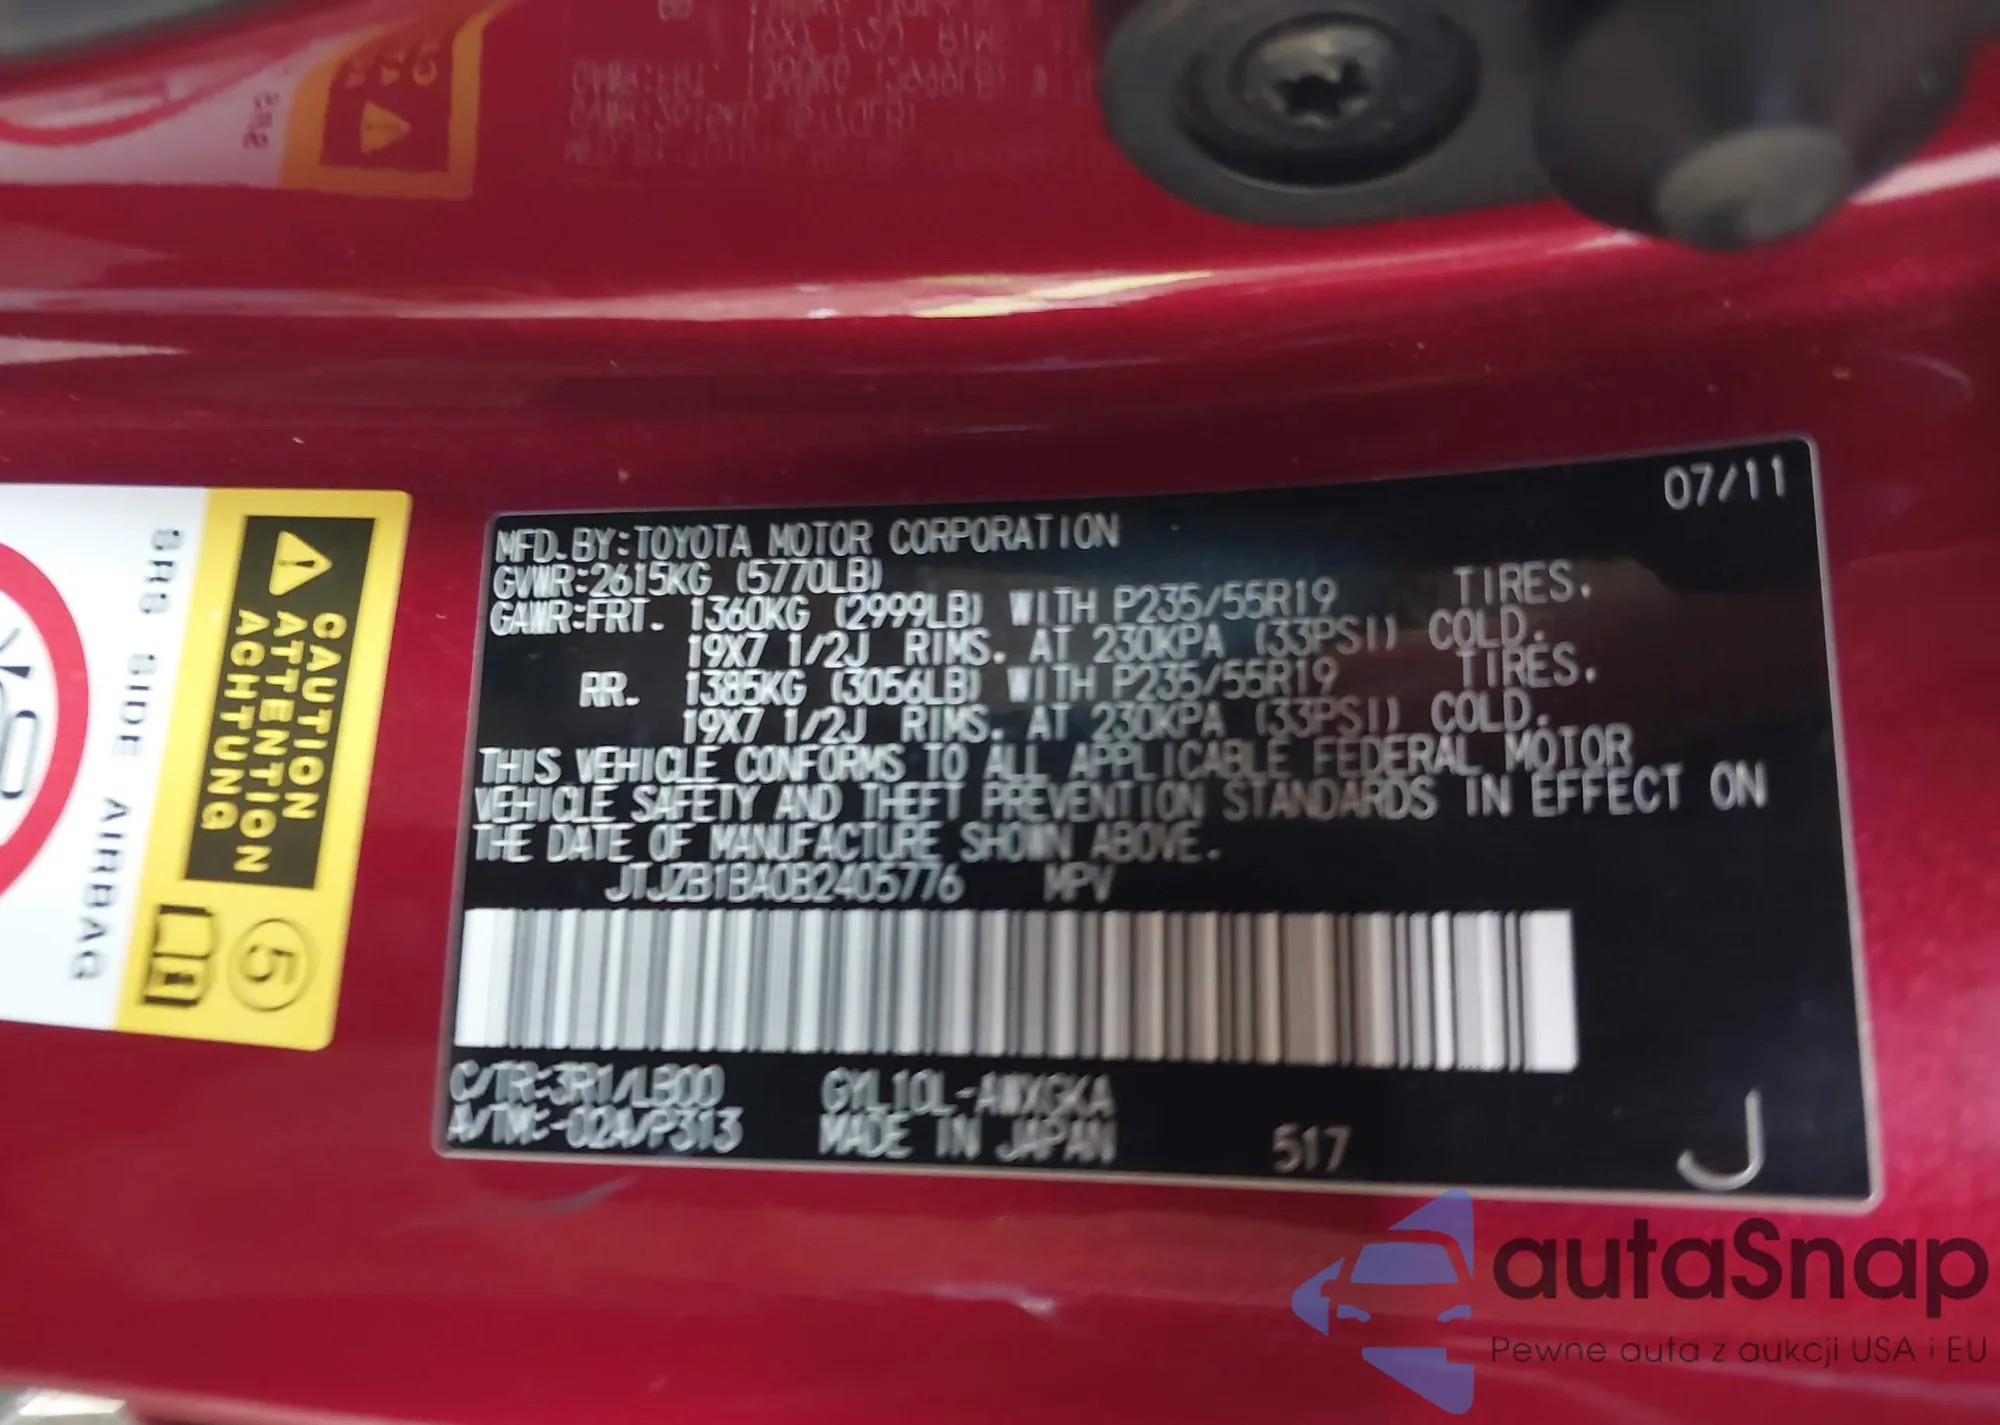 07/11
MFD. BY:TOYOTA MOTOR CORPORATION
GVWR:2615KG (5770LB)
GAWR:FRT. 1360KG (2999LB) WITH P235/55R19 TIRES.
19X7 1/2J RIMS. AT 230KPA (33PSI) COLD.
RR. 1385KG (3056LB) WITH P235/55R19 TIRES.
19X7 1/2J RIMS. AT 230KPA (33PSI) COLD.
THIS VEHICLE CONFORMS TO ALL APPLICABLE FEDERAL MOTOR
VEHICLE SAFETY AND THEFT PREVENTION STANDARDS IN EFFECT ON
THE DATE OF MANUFACTURE SHOWN ABOVE.
JTJZB1BA0B2405776 MPV
C/TR:3R1/LB00 GYL10L-AWXGKA
A/TM:-02A/P313 MADE IN JAPAN 517
J
CAUTION
ATTENTION
ACHTUNG
5
SRS SIDE AIRBAG
autaSnap
Pewne auta z aukcji USA i EU